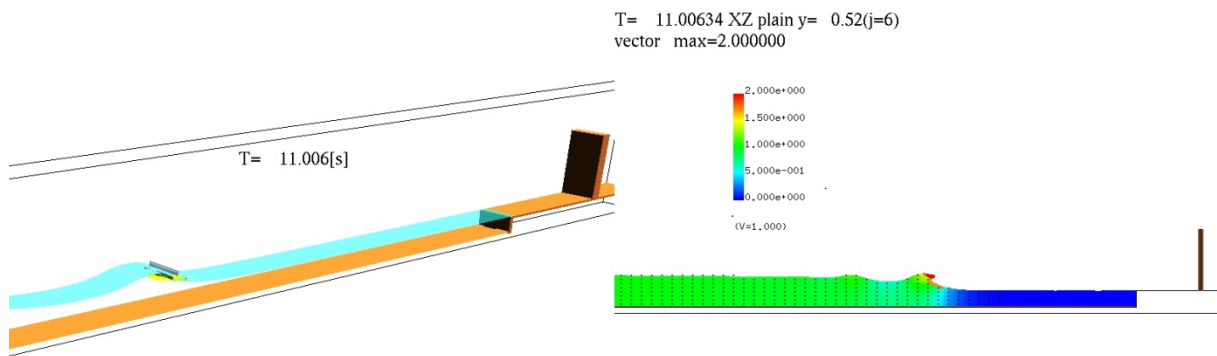 T= 11.006[s]
T= 11.00634 XZ plain y= 0.52(j=6)
vector max=2.000000
2.000e+000
1.500e+000
1.000e+000
5.000e-001
0.000e+000
(V=1.000)